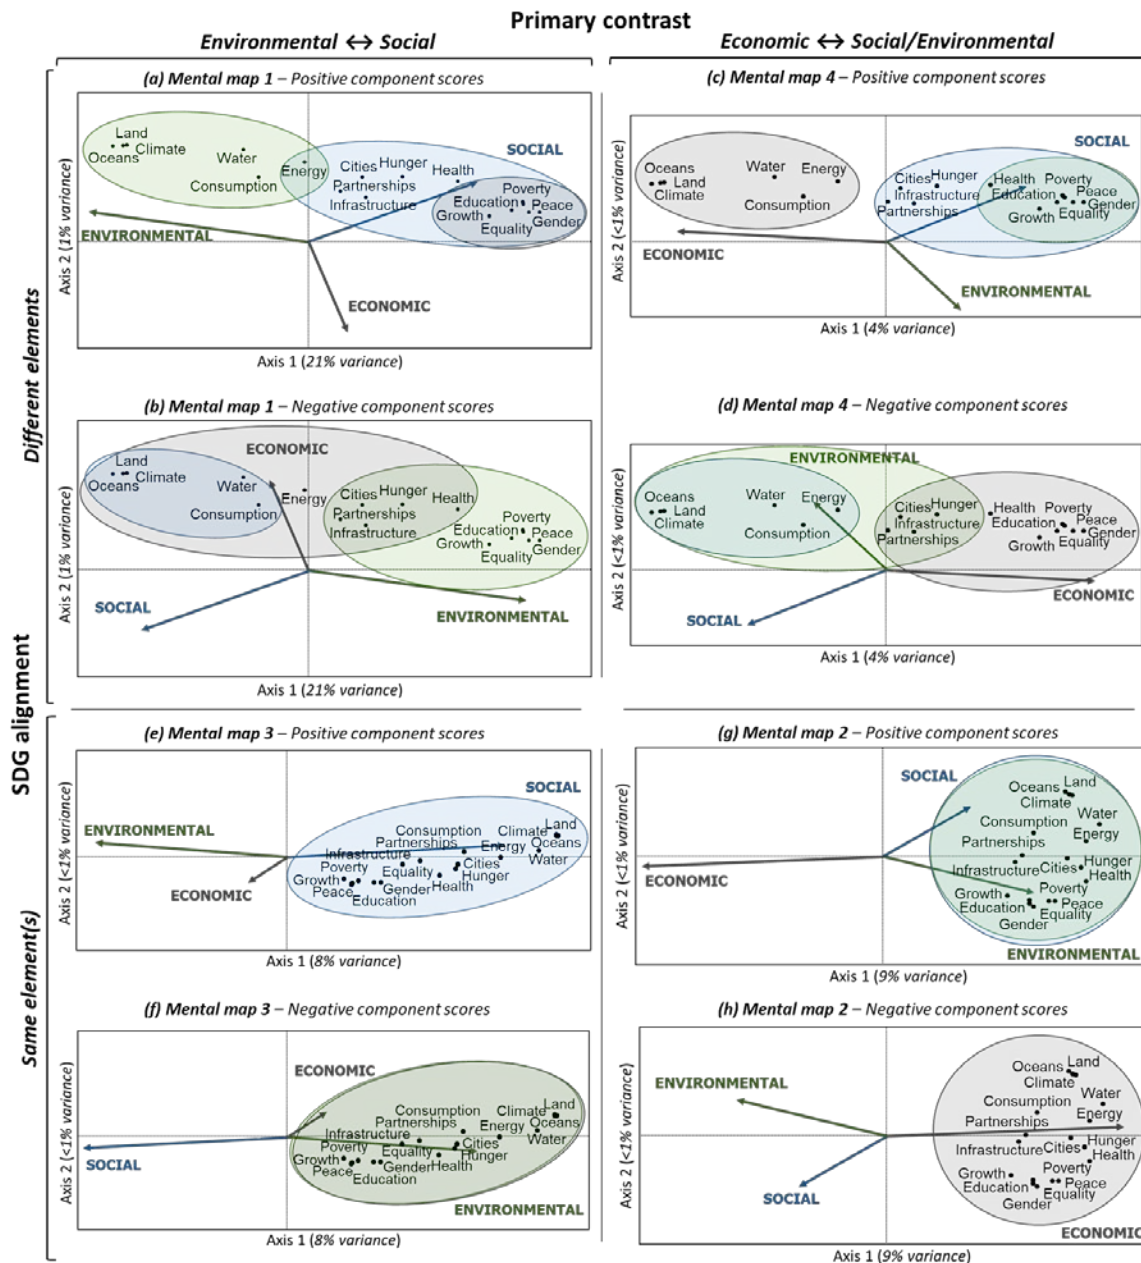 Primary contrast
Environmental ↔ Social
Economic ↔ Social/Environmental
SDG alignment
Different elements
Same element(s)
(a) Mental map 1 – Positive component scores
Land
Oceans
Climate
Water
Consumption
Energy
Cities
Hunger
Partnerships
Infrastructure
Health
SOCIAL
Poverty
Education
Peace
Growth
Gender
Equality
ENVIRONMENTAL
ECONOMIC
Axis 2 (1% variance)
Axis 1 (21% variance)
(c) Mental map 4 – Positive component scores
Oceans
Land
Climate
Water
Energy
Consumption
SOCIAL
Cities
Hunger
Infrastructure
Partnerships
Health
Poverty
Education
Peace
Growth
Gender
Equality
ECONOMIC
ENVIRONMENTAL
Axis 2 (<1% variance)
Axis 1 (4% variance)
(b) Mental map 1 – Negative component scores
ECONOMIC
Land
Oceans
Climate
Water
Energy
Consumption
Cities
Hunger
Partnerships
Infrastructure
Health
Poverty
Education
Peace
Growth
Gender
Equality
SOCIAL
ENVIRONMENTAL
Axis 2 (1% variance)
Axis 1 (21% variance)
(d) Mental map 4 – Negative component scores
ENVIRONMENTAL
Oceans
Land
Climate
Water
Energy
Consumption
Cities
Hunger
Infrastructure
Partnerships
Health
Poverty
Education
Peace
Growth
Gender
Equality
SOCIAL
ECONOMIC
Axis 2 (<1% variance)
Axis 1 (4% variance)
(e) Mental map 3 – Positive component scores
SOCIAL
ENVIRONMENTAL
ECONOMIC
Consumption
Partnerships
Climate
Land
Energy
Oceans
Infrastructure
Water
Poverty
Equality
Cities
Growth
Hunger
Peace
Gender
Health
Education
Axis 2 (<1% variance)
Axis 1 (8% variance)
(g) Mental map 2 – Positive component scores
SOCIAL
Oceans
Land
Climate
Consumption
Water
Partnerships
Energy
Infrastructure
Cities
Hunger
Health
Growth
Poverty
Education
Peace
Equality
Gender
ECONOMIC
ENVIRONMENTAL
Axis 2 (<1% variance)
Axis 1 (9% variance)
(f) Mental map 3 – Negative component scores
ECONOMIC
Consumption
Partnerships
Climate
Land
Energy
Oceans
Infrastructure
Water
Poverty
Equality
Cities
Growth
Hunger
Peace
Gender
Health
Education
SOCIAL
ENVIRONMENTAL
Axis 2 (<1% variance)
Axis 1 (8% variance)
(h) Mental map 2 – Negative component scores
ENVIRONMENTAL
Oceans
Land
Climate
Consumption
Water
Partnerships
Energy
Infrastructure
Cities
Hunger
Health
Growth
Poverty
Education
Peace
Equality
Gender
SOCIAL
ECONOMIC
Axis 2 (<1% variance)
Axis 1 (9% variance)